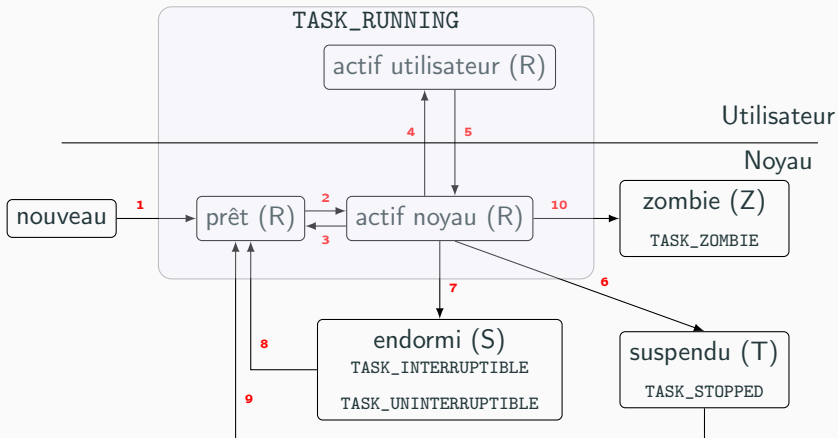 TASK_RUNNING
actif utilisateur (R)
4
5
Utilisateur
Noyau
nouveau
1
prêt (R)
2
3
actif noyau (R)
10
zombie (Z)
TASK_ZOMBIE
7
6
8
endormi (S)
TASK_INTERRUPTIBLE
TASK_UNINTERRUPTIBLE
suspendu (T)
TASK_STOPPED
9